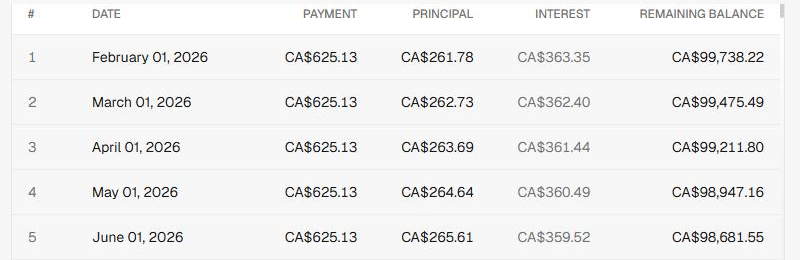 # DATE PAYMENT PRINCIPAL INTEREST REMAINING BALANCE
1 February 01, 2026 CA$625.13 CA$261.78 CA$363.35 CA$99,738.22
2 March 01, 2026 CA$625.13 CA$262.73 CA$362.40 CA$99,475.49
3 April 01, 2026 CA$625.13 CA$263.69 CA$361.44 CA$99,211.80
4 May 01, 2026 CA$625.13 CA$264.64 CA$360.49 CA$98,947.16
5 June 01, 2026 CA$625.13 CA$265.61 CA$359.52 CA$98,681.55